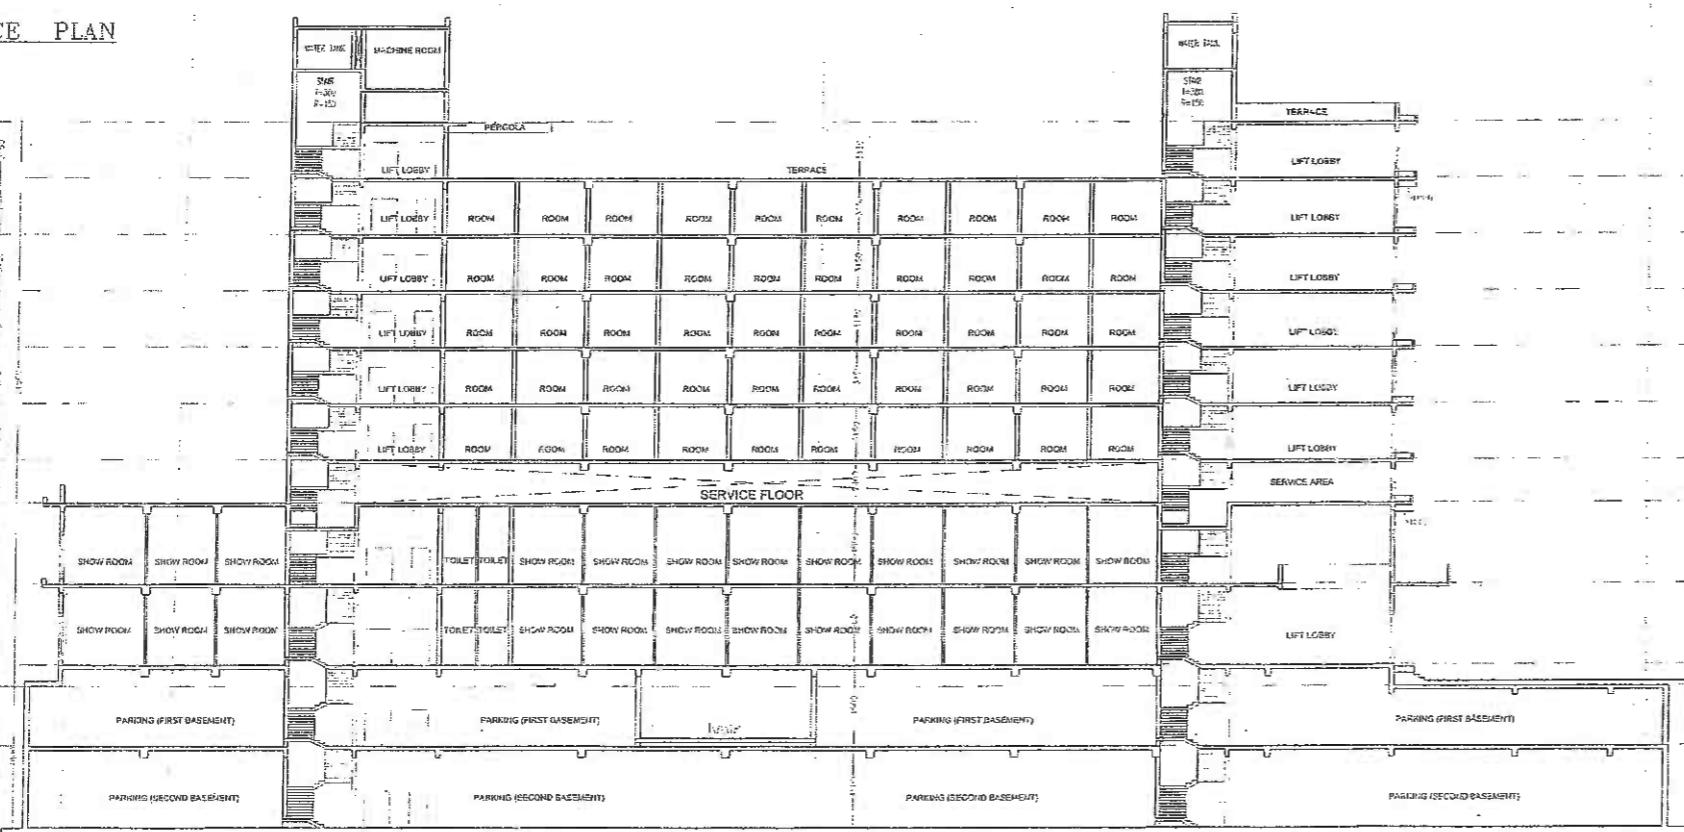 CE PLAN
WATER TANK MACHINE ROOM WATER TANK
STAIR STAIR
T=300 T=300
R=150 R=150
TERRACE
PERGOLA
LIFT LOBBY TERRACE LIFT LOBBY
LIFT LOBBY ROOM ROOM ROOM ROOM ROOM ROOM ROOM ROOM ROOM ROOM LIFT LOBBY
LIFT LOBBY ROOM ROOM ROOM ROOM ROOM ROOM ROOM ROOM ROOM ROOM LIFT LOBBY
LIFT LOBBY ROOM ROOM ROOM ROOM ROOM ROOM ROOM ROOM ROOM ROOM LIFT LOBBY
LIFT LOBBY ROOM ROOM ROOM ROOM ROOM ROOM ROOM ROOM ROOM ROOM LIFT LOBBY
LIFT LOBBY ROOM ROOM ROOM ROOM ROOM ROOM ROOM ROOM ROOM ROOM LIFT LOBBY
SERVICE FLOOR SERVICE AREA
SHOW ROOM SHOW ROOM SHOW ROOM TOILET TOILET SHOW ROOM SHOW ROOM SHOW ROOM SHOW ROOM SHOW ROOM SHOW ROOM SHOW ROOM SHOW ROOM SHOW ROOM
SHOW ROOM SHOW ROOM SHOW ROOM TOILET TOILET SHOW ROOM SHOW ROOM SHOW ROOM SHOW ROOM SHOW ROOM SHOW ROOM SHOW ROOM SHOW ROOM SHOW ROOM LIFT LOBBY
PARKING (FIRST BASEMENT) PARKING (FIRST BASEMENT) PARKING (FIRST BASEMENT) PARKING (FIRST BASEMENT)
PARKING (SECOND BASEMENT) PARKING (SECOND BASEMENT) PARKING (SECOND BASEMENT) PARKING (SECOND BASEMENT)